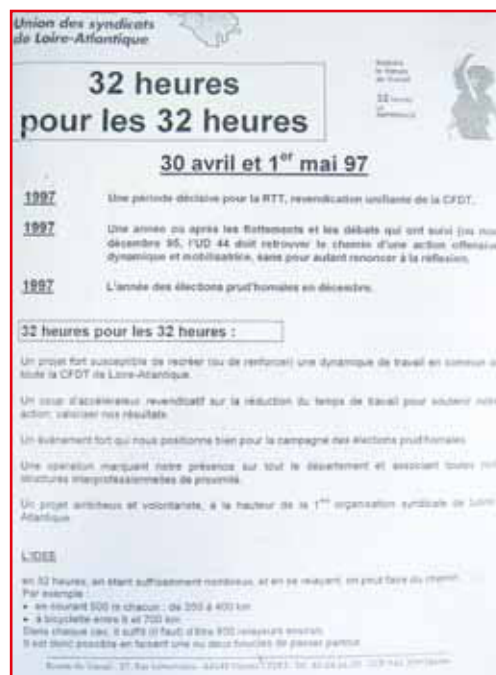 Union des syndicats
de Loire-Atlantique
32 heures
pour les 32 heures
30 avril et 1er mai 97
1997 Une période décisive pour la RTT, revendication unifiante de la CFDT.
1997 Une année où après les flottements et les débats qui ont suivi (ou
décembre 95, l'UD 44 doit retrouver le chemin d'une action offensive
dynamique et mobilisatrice, sans pour autant renoncer à la réflexion.
1997 L'année des élections prud'homales en décembre.
32 heures pour les 32 heures :
Un projet fort susceptible de recréer (ou de renforcer) une dynamique de travail en commun
toute la CFDT de Loire-Atlantique.
Un coup d'accélérateur revendicatif sur la réduction du temps de travail pour soutenir
action, valoriser nos résultats.
Un événement fort qui nous positionne bien pour la campagne des élections prud'homales
Une opération marquant notre présence sur tout le département et associant toutes
structures interprofessionnelles de proximité.
Un projet ambitieux et volontariste, à la hauteur de la 1ère organisation syndicale de
Atlantique.
L'IDEE
en 32 heures, en étant suffisamment nombreux, et en se relayant, on peut faire du chemin.
Par exemple :
• en courant 500 m chacun : de 350 à 400 km
• à bicyclette entre 6 et 700 km
Dans chaque cas, il suffit (il faut) d'être
Il est donc possible en faisant une ou deux boucles de passer partout.